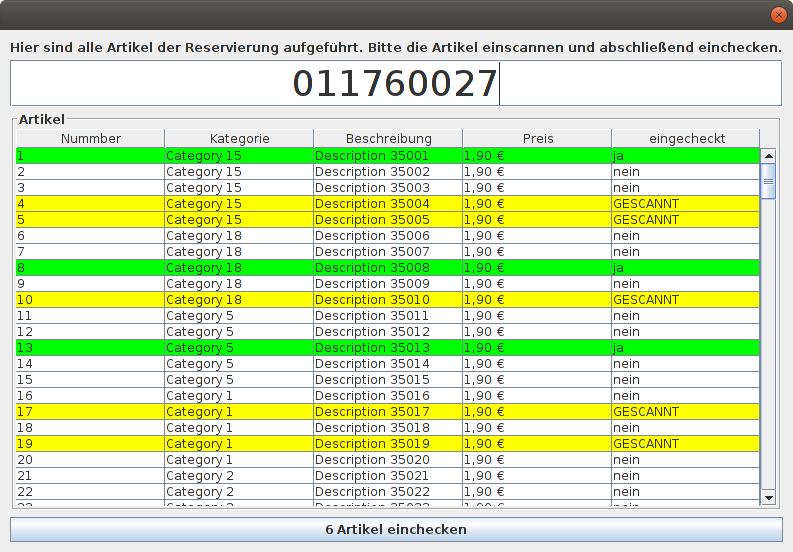 Hier sind alle Artikel der Reservierung aufgeführt. Bitte die Artikel einscannen und abschließend einchecken.
011760027
Artikel
Nummber Kategorie Beschreibung Preis eingecheckt
1 Category 15 Description 35001 1,90 € ja
2 Category 15 Description 35002 1,90 € nein
3 Category 15 Description 35003 1,90 € nein
4 Category 15 Description 35004 1,90 € GESCANNT
5 Category 15 Description 35005 1,90 € GESCANNT
6 Category 18 Description 35006 1,90 € nein
7 Category 18 Description 35007 1,90 € nein
8 Category 18 Description 35008 1,90 € ja
9 Category 18 Description 35009 1,90 € nein
10 Category 18 Description 35010 1,90 € GESCANNT
11 Category 5 Description 35011 1,90 € nein
12 Category 5 Description 35012 1,90 € nein
13 Category 5 Description 35013 1,90 € ja
14 Category 5 Description 35014 1,90 € nein
15 Category 5 Description 35015 1,90 € nein
16 Category 1 Description 35016 1,90 € nein
17 Category 1 Description 35017 1,90 € GESCANNT
18 Category 1 Description 35018 1,90 € nein
19 Category 1 Description 35019 1,90 € GESCANNT
20 Category 1 Description 35020 1,90 € nein
21 Category 2 Description 35021 1,90 € nein
22 Category 2 Description 35022 1,90 € nein
6 Artikel einchecken